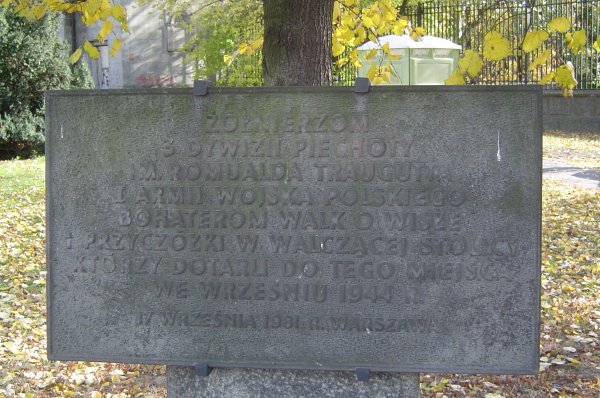 ŻOŁNIERZOM
3 DYWIZJI PIECHOTY
IM. ROMUALDA TRAUGUTTA
1 ARMII WOJSKA POLSKIEGO
BOHATEROM WALK O WISŁĘ
I PRZYCZÓŁKI W WALCZĄCEJ STOLICY
KTÓRZY DOTARLI DO TEGO MIEJSCA
WE WRZEŚNIU 1944 R.
17 WRZEŚNIA 1981 R. WARSZAWA